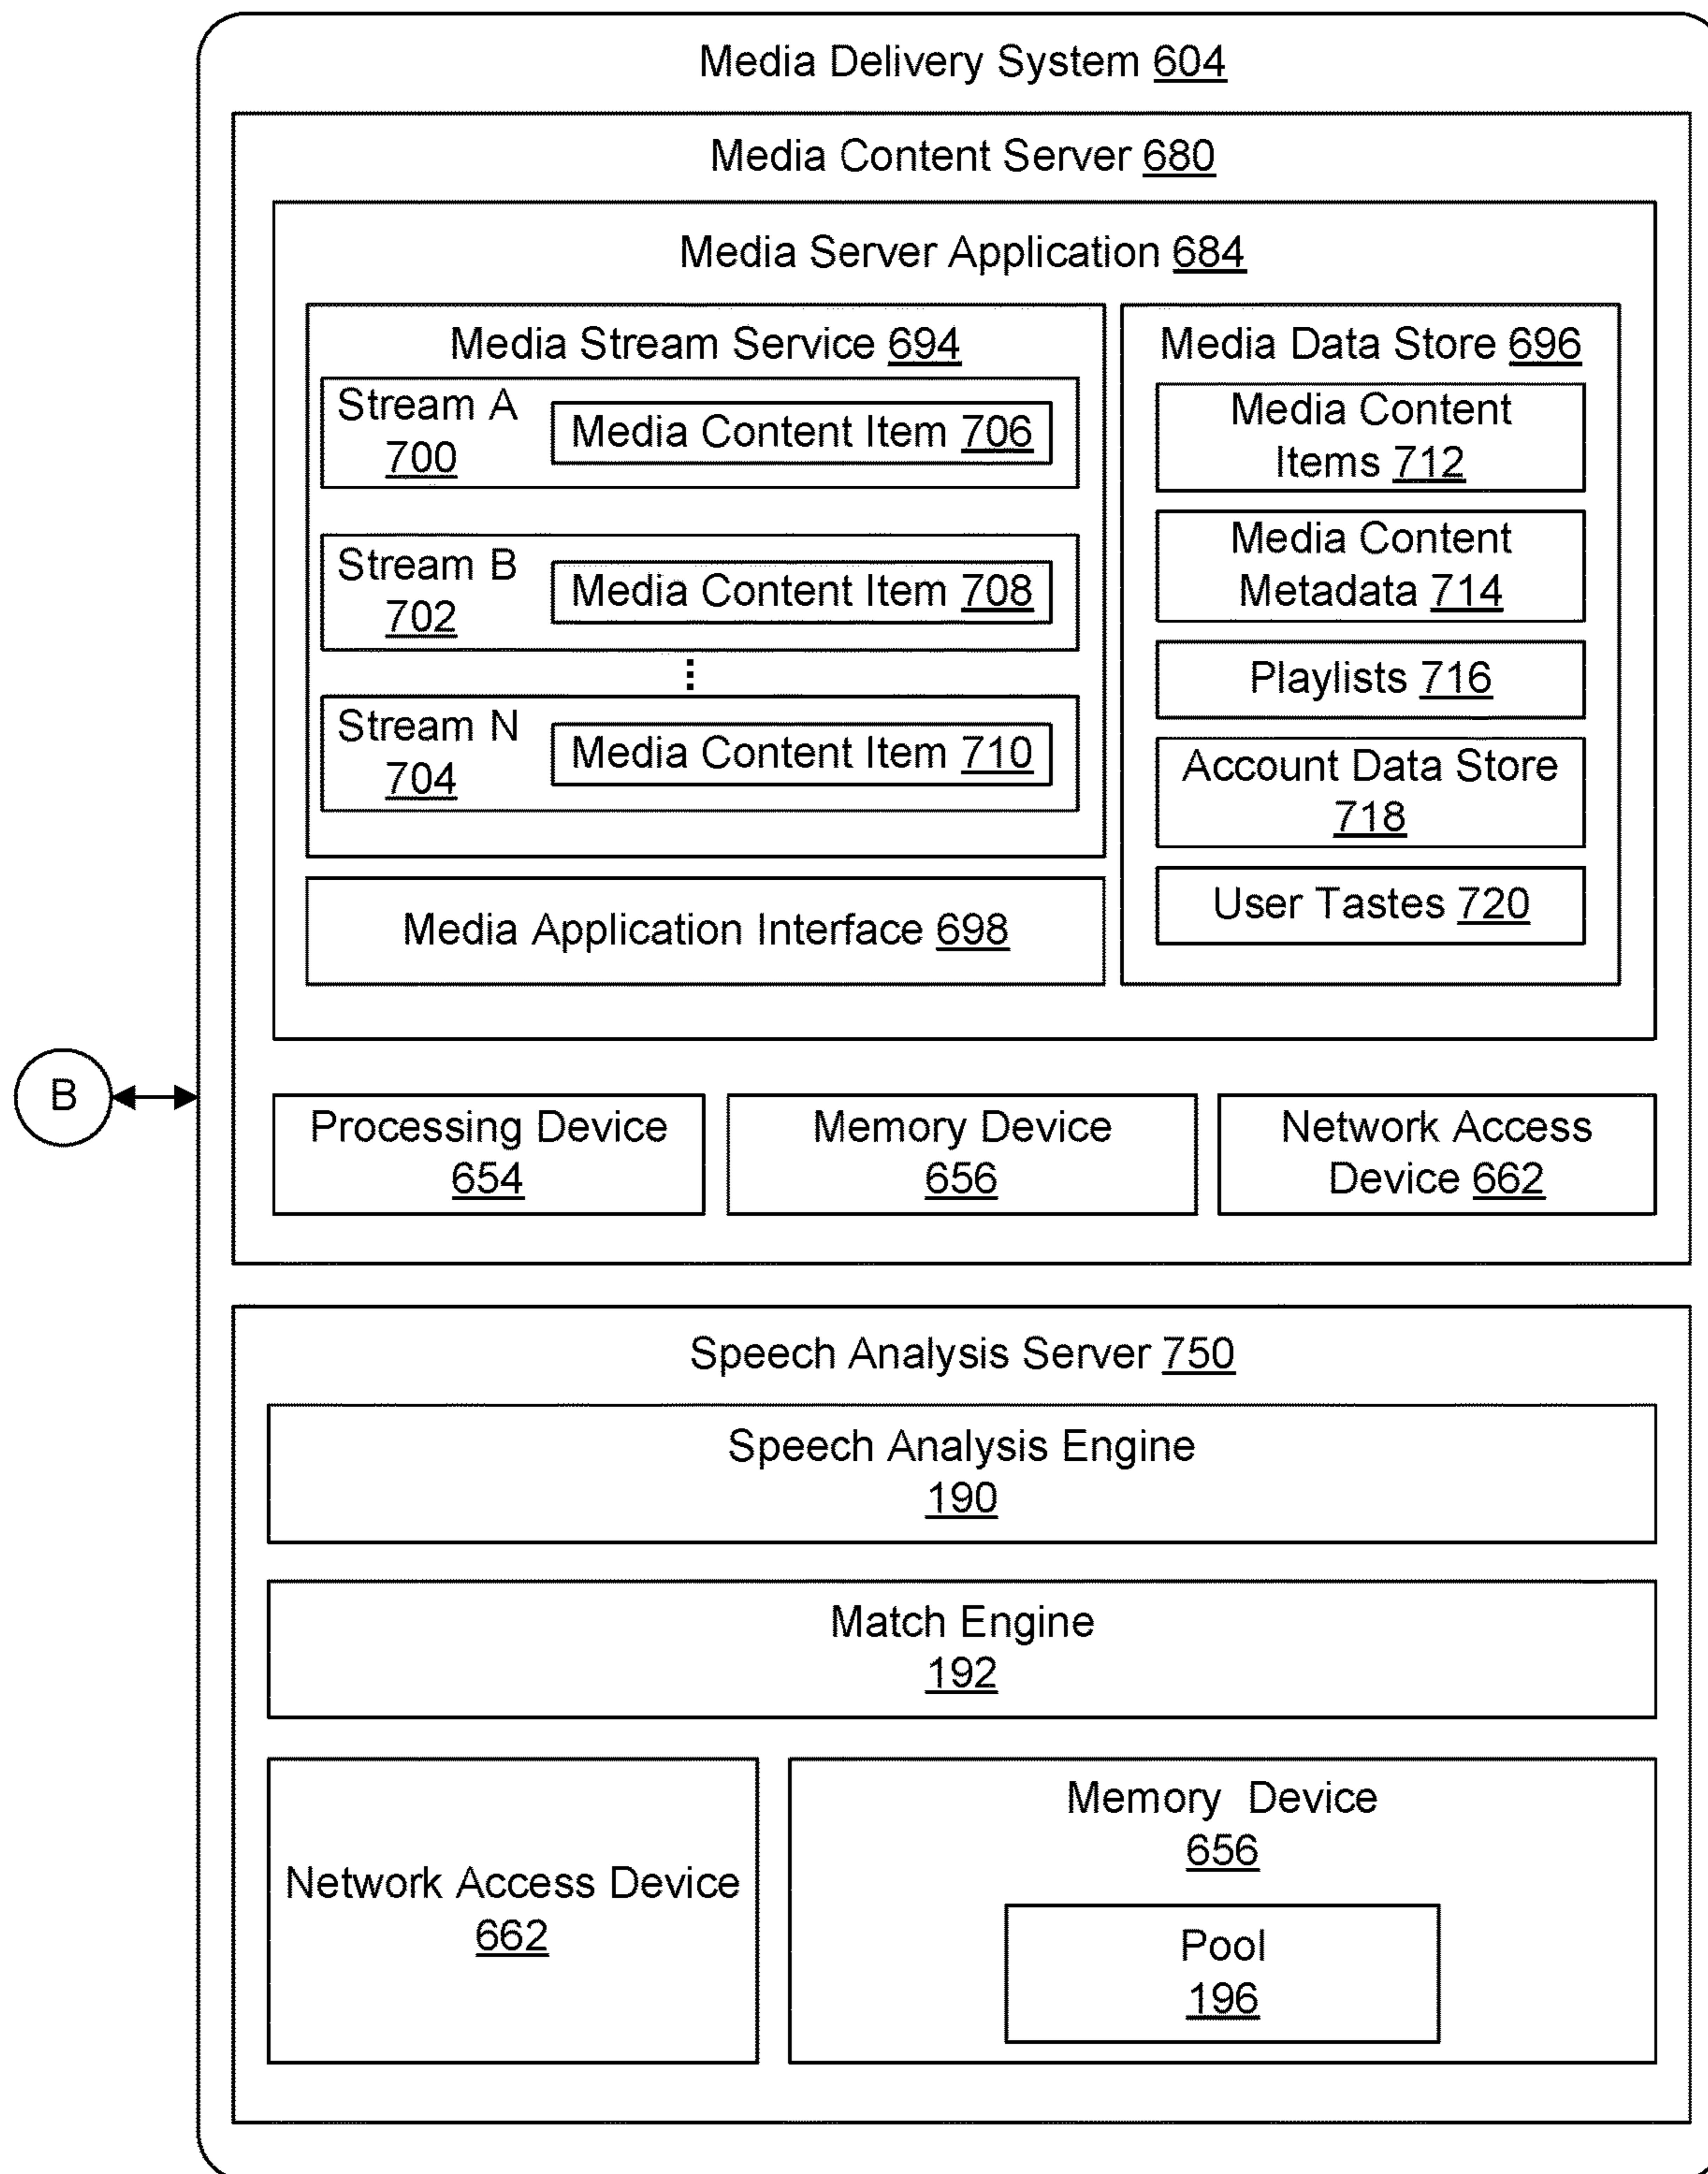 Media Delivery System 604
Media Content Server 680
Media Server Application 684
Media Stream Service 694
Stream A
700
Media Content Item 706
Stream B
702
Media Content Item 708
⋮
Stream N
704
Media Content Item 710
Media Application Interface 698
Media Data Store 696
Media Content
Items 712
Media Content
Metadata 714
Playlists 716
Account Data Store
718
User Tastes 720
B
Processing Device
654
Memory Device
656
Network Access
Device 662
Speech Analysis Server 750
Speech Analysis Engine
190
Match Engine
192
Network Access Device
662
Memory Device
656
Pool
196